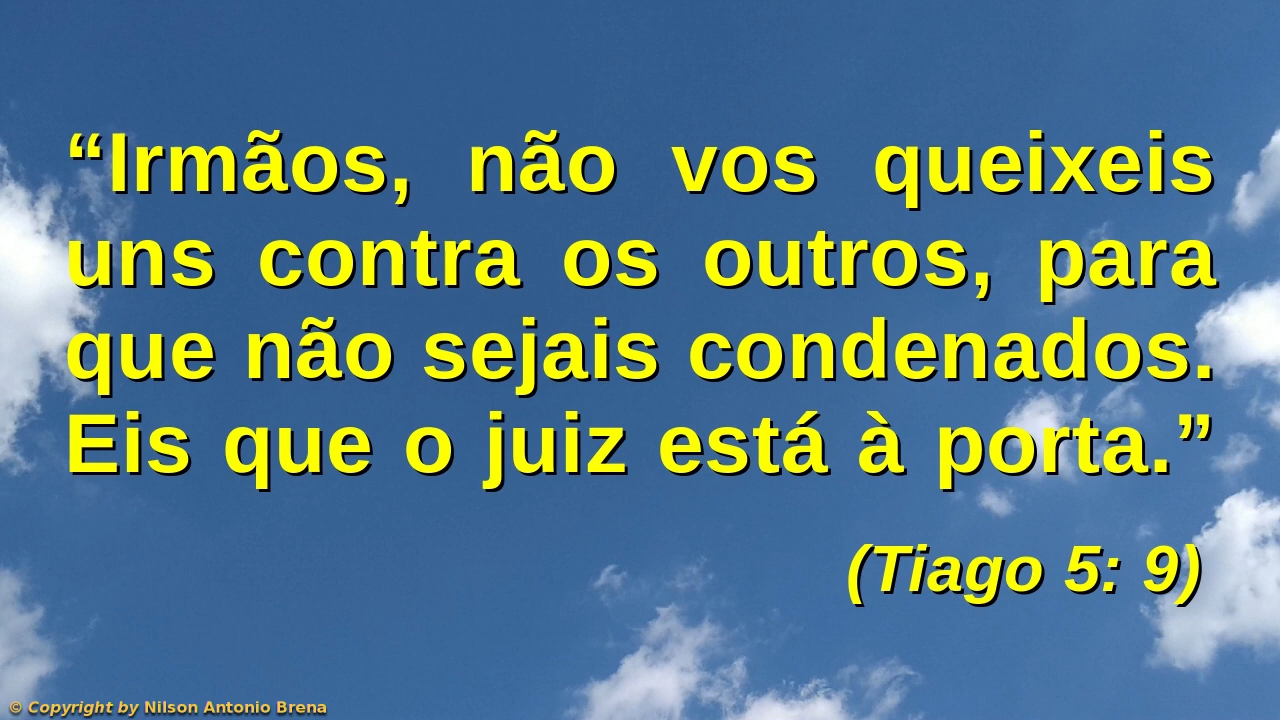 “Irmãos, não vos queixeis
uns contra os outros, para
que não sejais condenados.
Eis que o juiz está à porta.”
(Tiago 5: 9)
© Copyright by Nilson Antonio Brena